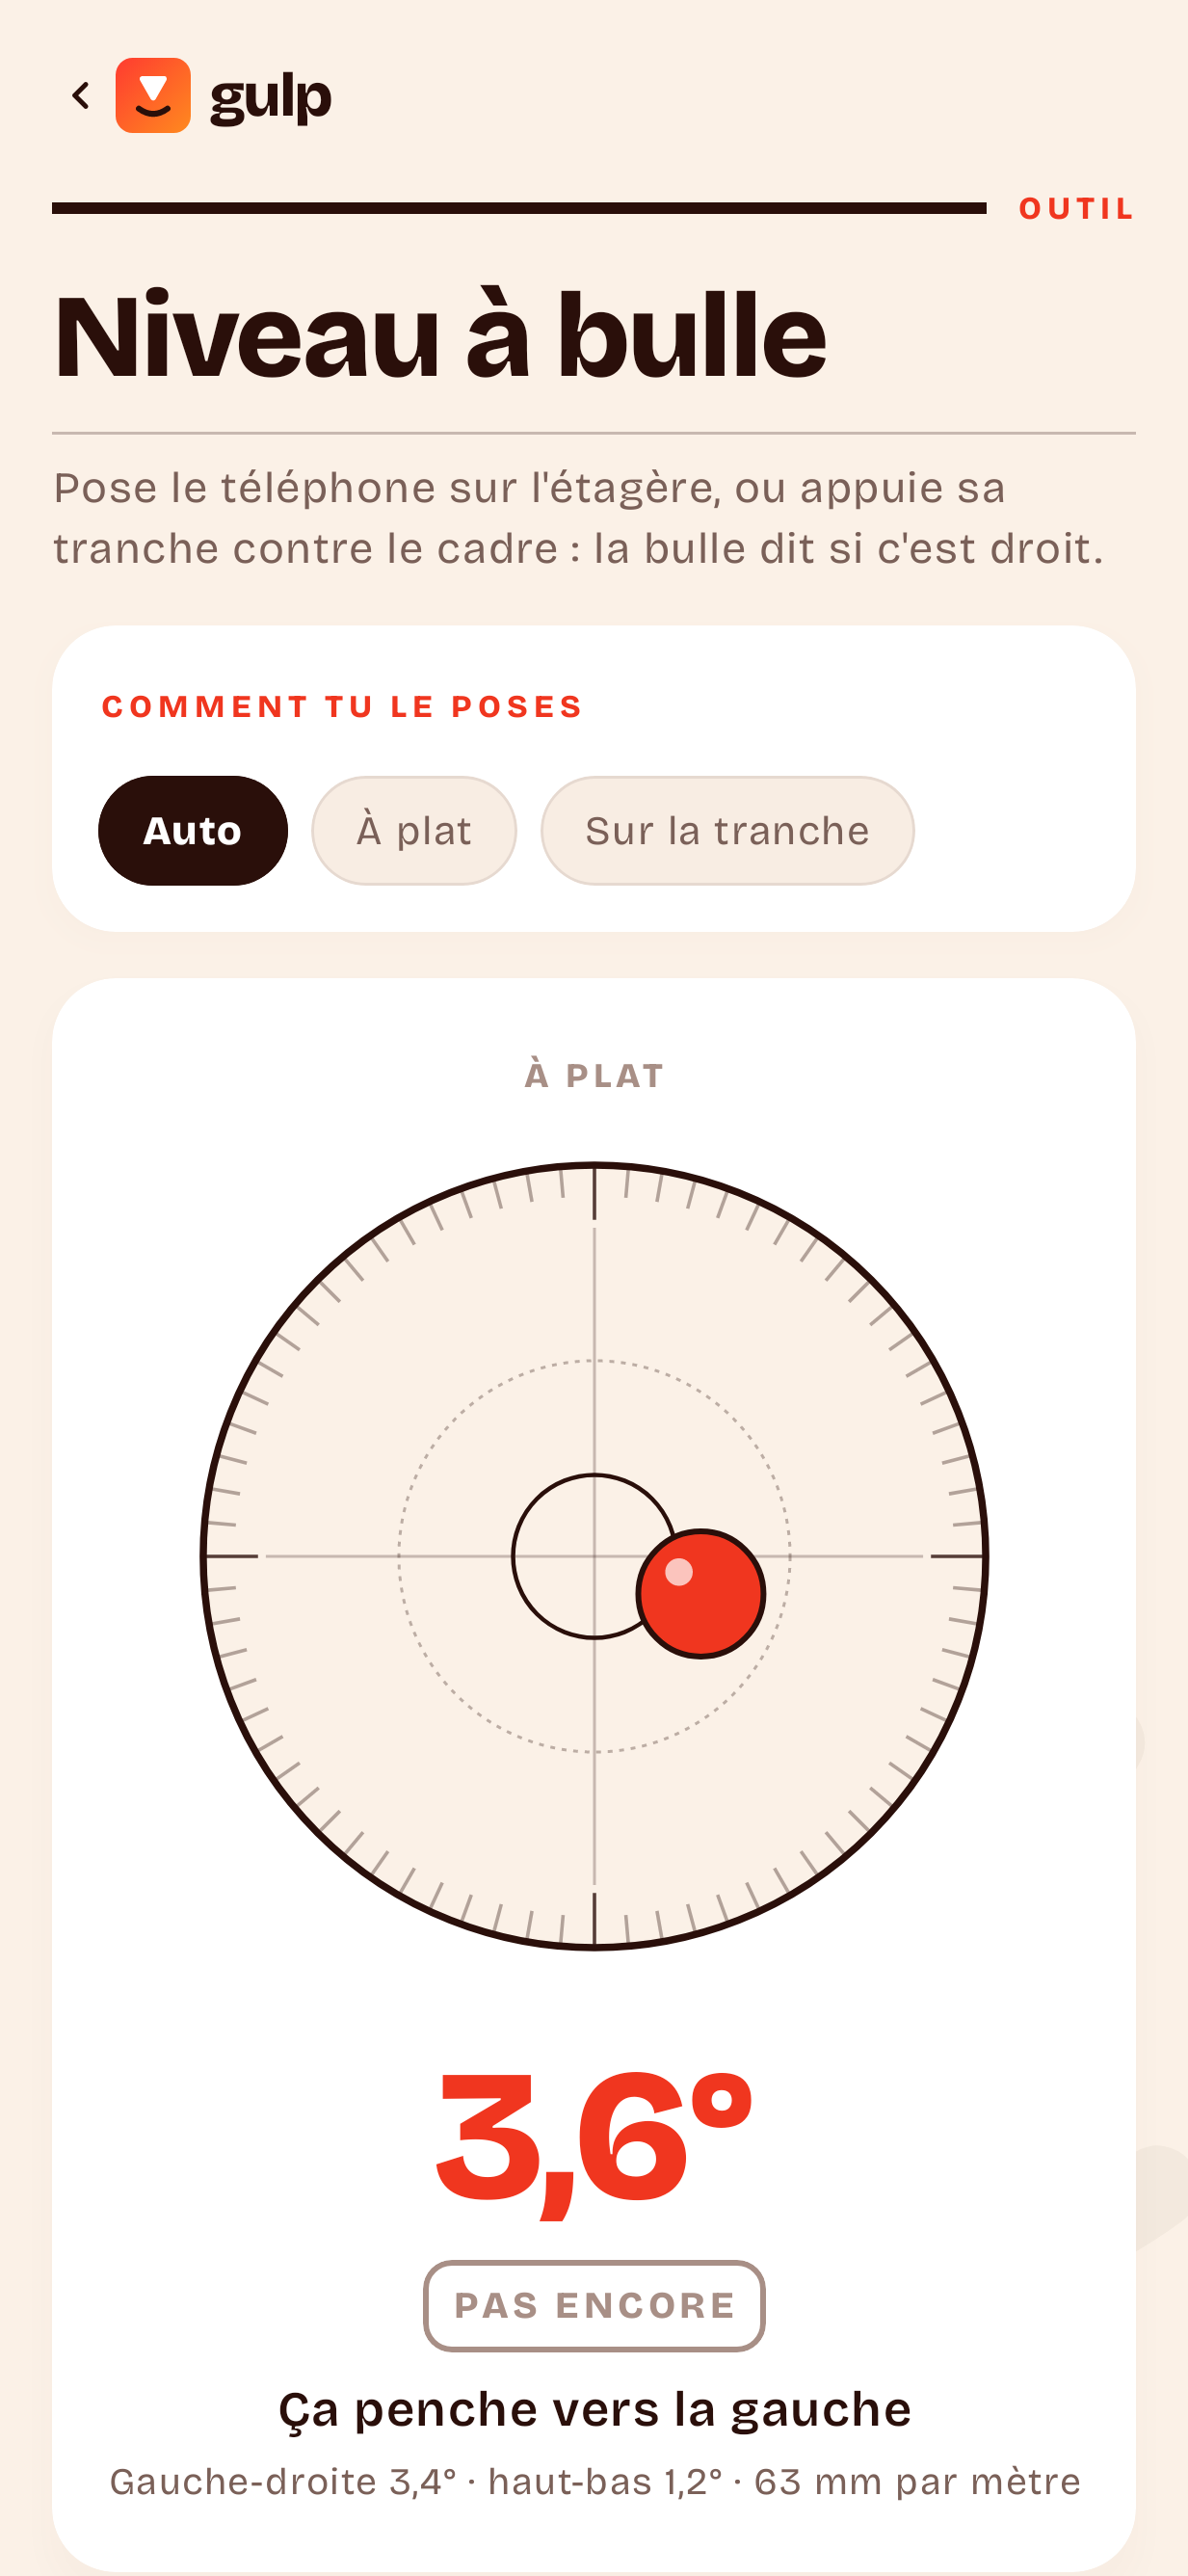 gulp
OUTIL
Niveau à bulle
Pose le téléphone sur l'étagère, ou appuie sa
tranche contre le cadre : la bulle dit si c'est droit.
COMMENT TU LE POSES
Auto
À plat
Sur la tranche
À PLAT
3,6°
PAS ENCORE
Ça penche vers la gauche
Gauche-droite 3,4° · haut-bas 1,2° · 63 mm par mètre